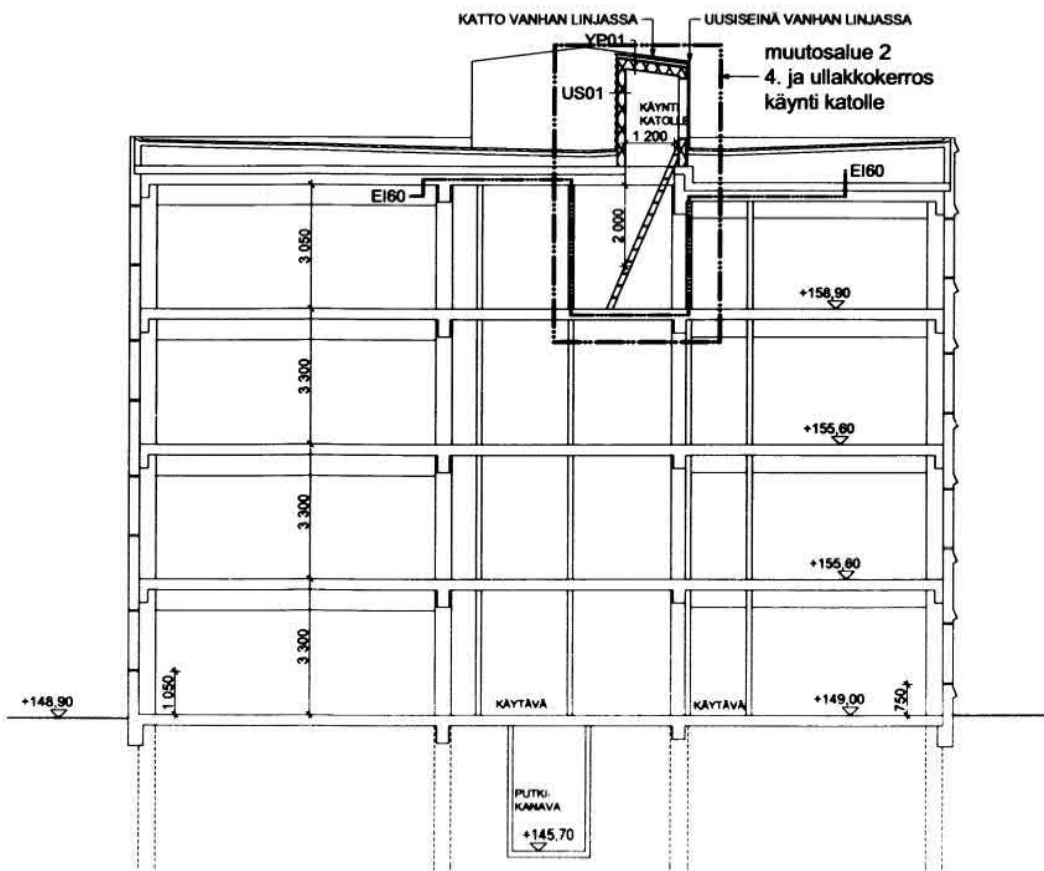 KATTO VANHAN LINJASSA
UUSISEINÄ VANHAN LINJASSA
YP01
muutosalue 2
4. ja ullakkokerros
käynti katolle
US01
KÄYNTI
KATOLLE
1 200
EI60
EI60
2 000
3 050
+158,90
3 300
+155,60
3 300
+155,60
3 300
1 050
750
+148,90
KÄYTÄVÄ
KÄYTÄVÄ
+149,00
PUTKI-
KANAVA
+145,70